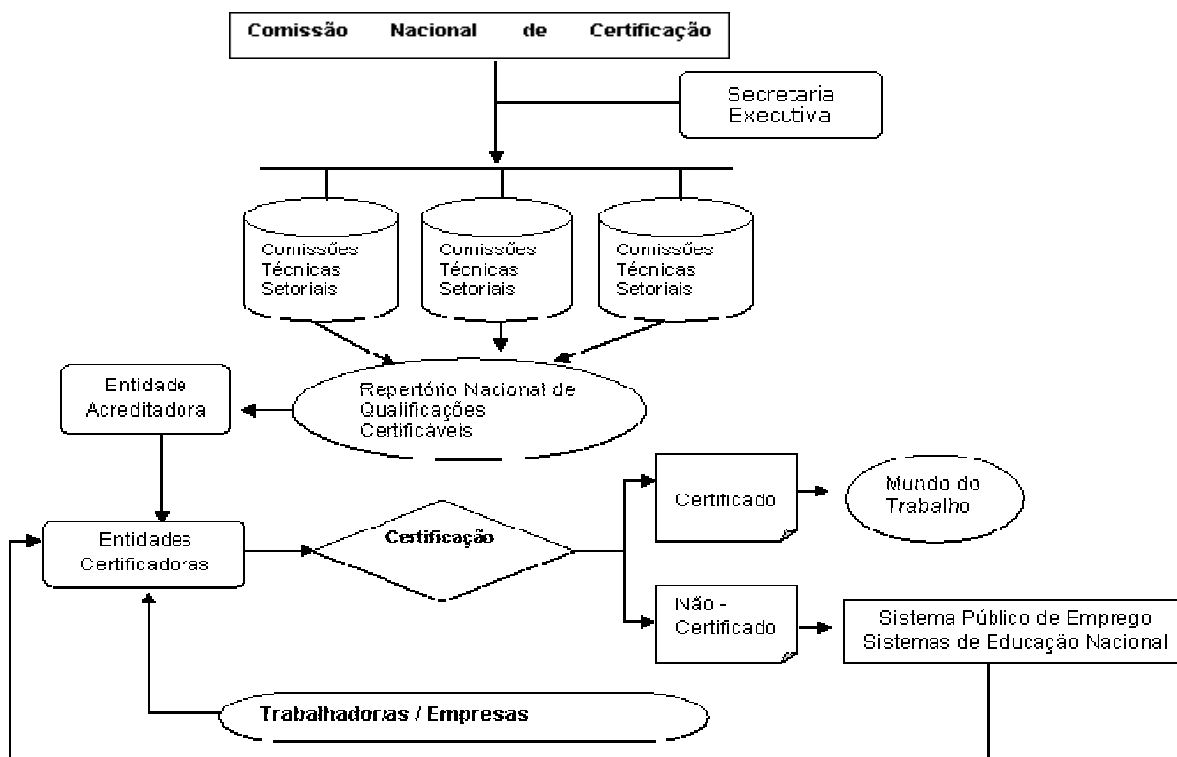 Comissão Nacional de Certificação
Secretaria
Executiva
Comissões
Técnicas
Setoriais
Comissões
Técnicas
Setoriais
Comissões
Técnicas
Setoriais
Entidade
Acreditadora
Repertório Nacional de
Qualificações
Certificáveis
Certificado
Mundo do
Trabalho
Entidades
Certificadoras
Certificação
Não -
Certificado
Sistema Público de Emprego
Sistemas de Educação Nacional
Trabalhadoras / Empresas